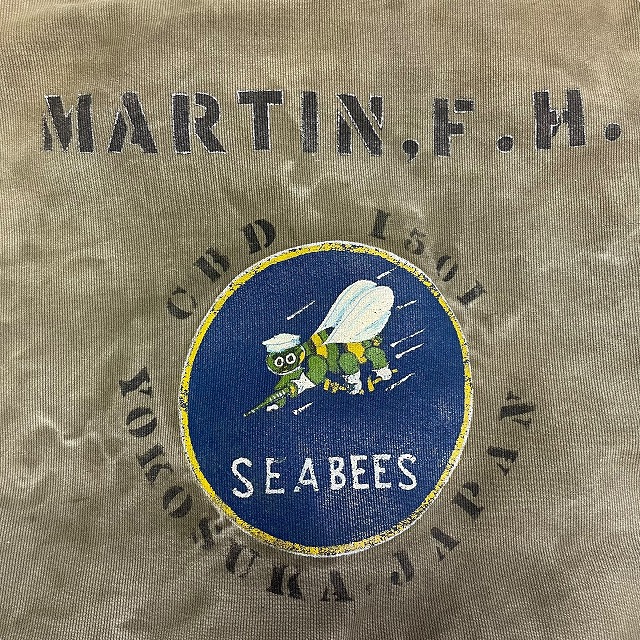 MARTIN, F.H.
CBD 1501
SEABEES
YOKOSUKA-JAPAN